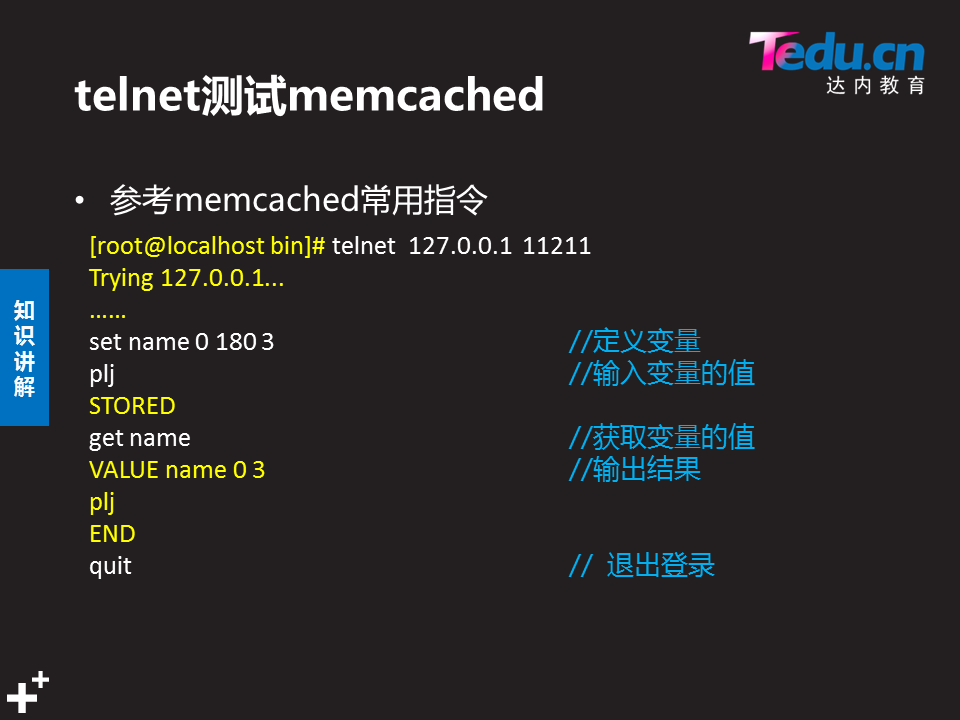 Tedu.cn
达内教育
telnet测试memcached
• 参考memcached常用指令
[root@localhost bin]# telnet 127.0.0.1 11211
Trying 127.0.0.1...
……
set name 0 180 3 //定义变量
plj //输入变量的值
STORED
get name //获取变量的值
VALUE name 0 3 //输出结果
plj
END
quit // 退出登录
知识讲解